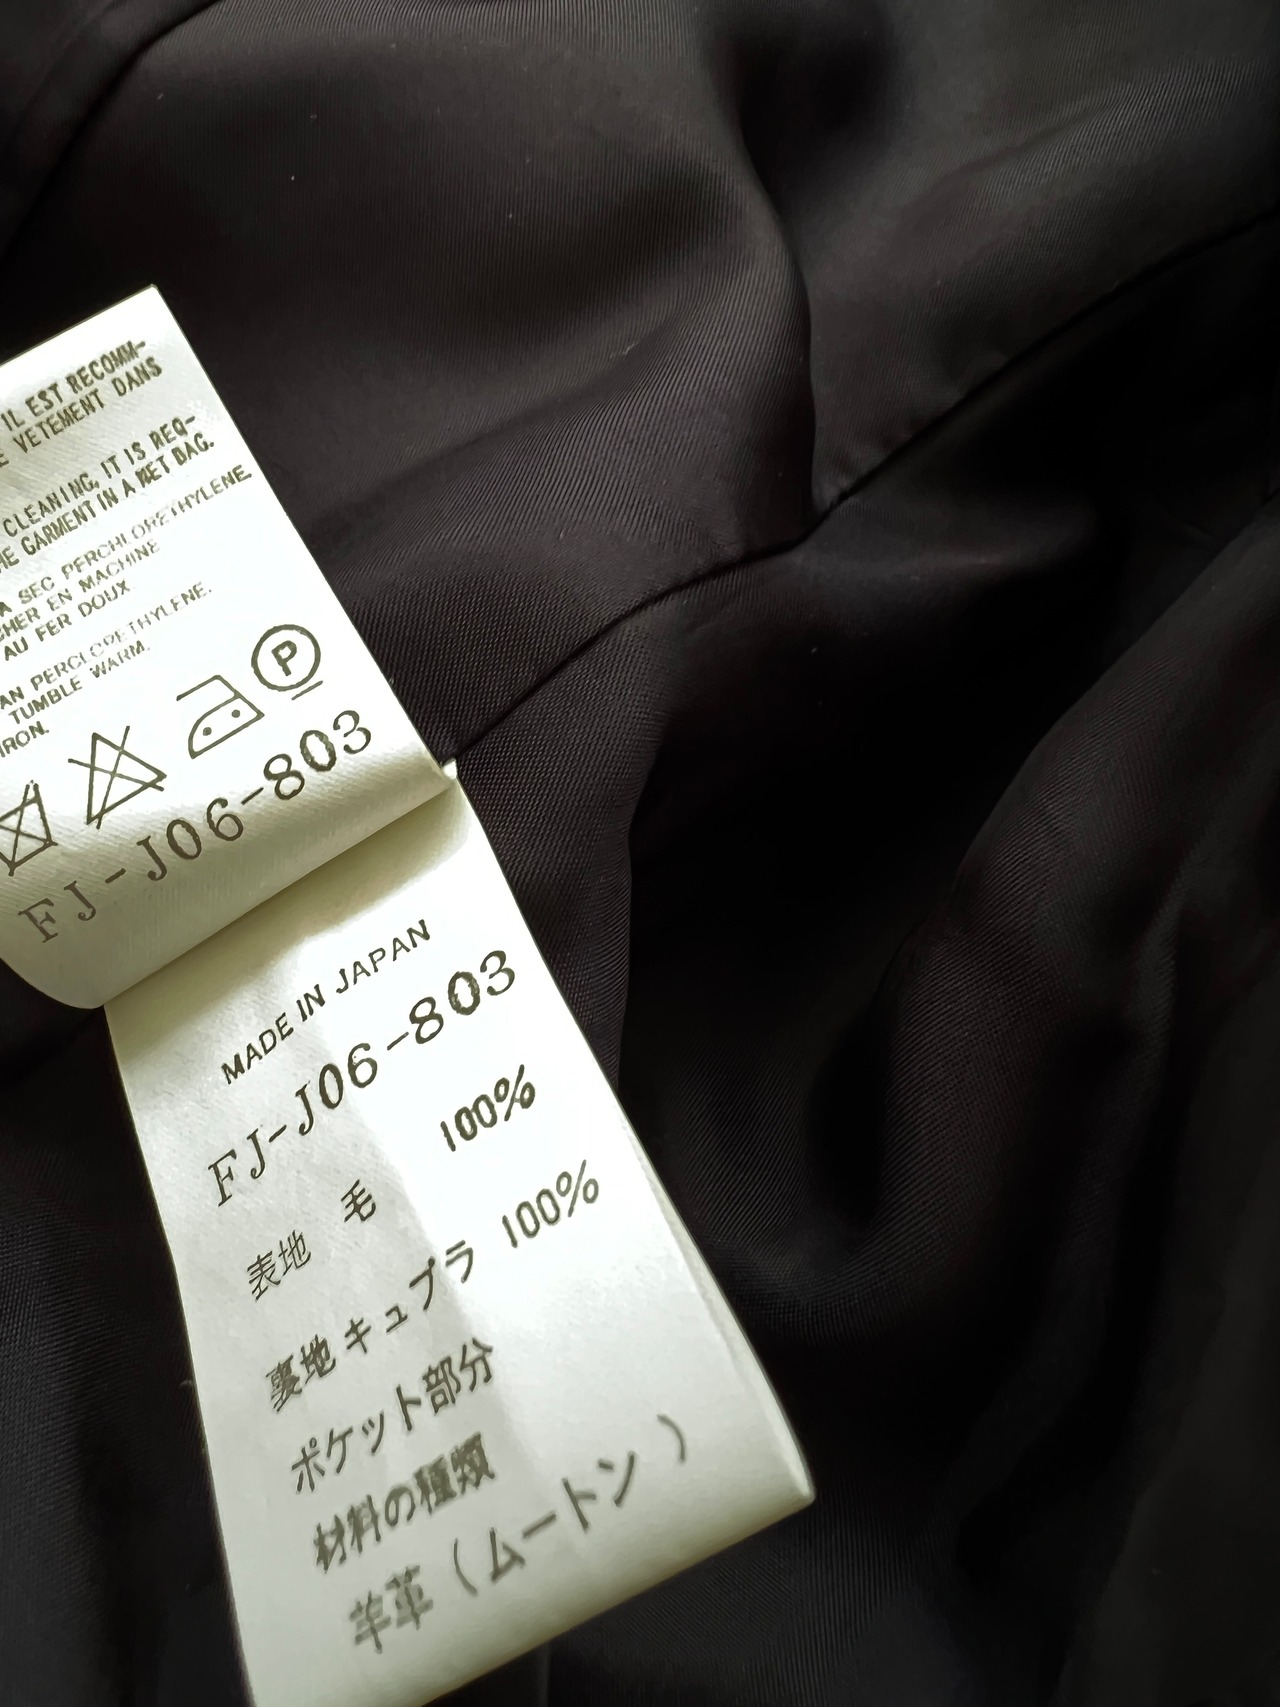 IL EST RECOMM-
E VETEMENT DANS
CLEANING, IT IS REQ-
HE GARMENT IN A NET BAG.
A SEC PERCHLORETHYLENE
CHER EN MACHINE
AU FER DOUX
AN PERCLORETHYLENE.
TUMBLE WARM.
IRON.
P
FJ-J06-803
MADE IN JAPAN
FJ-J06-803
表地 毛 100%
裏地 キュプラ 100%
ポケット部分
材料の種類
羊革(ムートン)